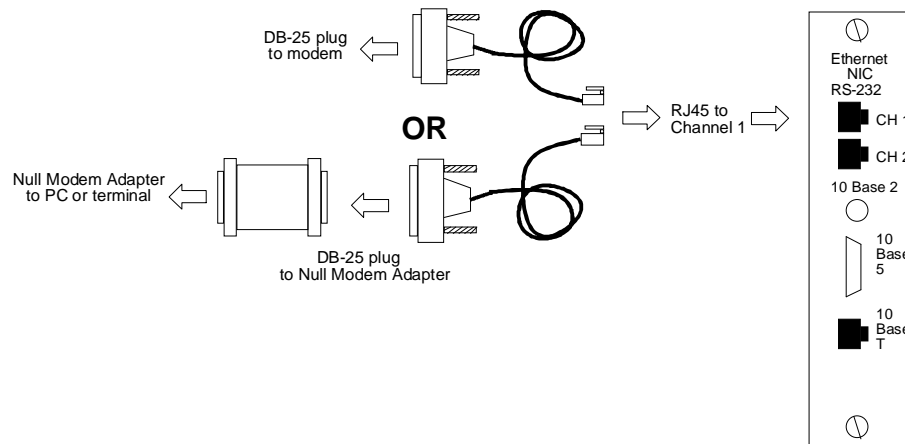 DB-25 plug
to modem
OR
Null Modem Adapter
to PC or terminal
DB-25 plug
to Null Modem Adapter
RJ45 to
Channel 1
Ethernet
NIC
RS-232
CH 1
CH 2
10 Base 2
10
Base
5
10
Base
T